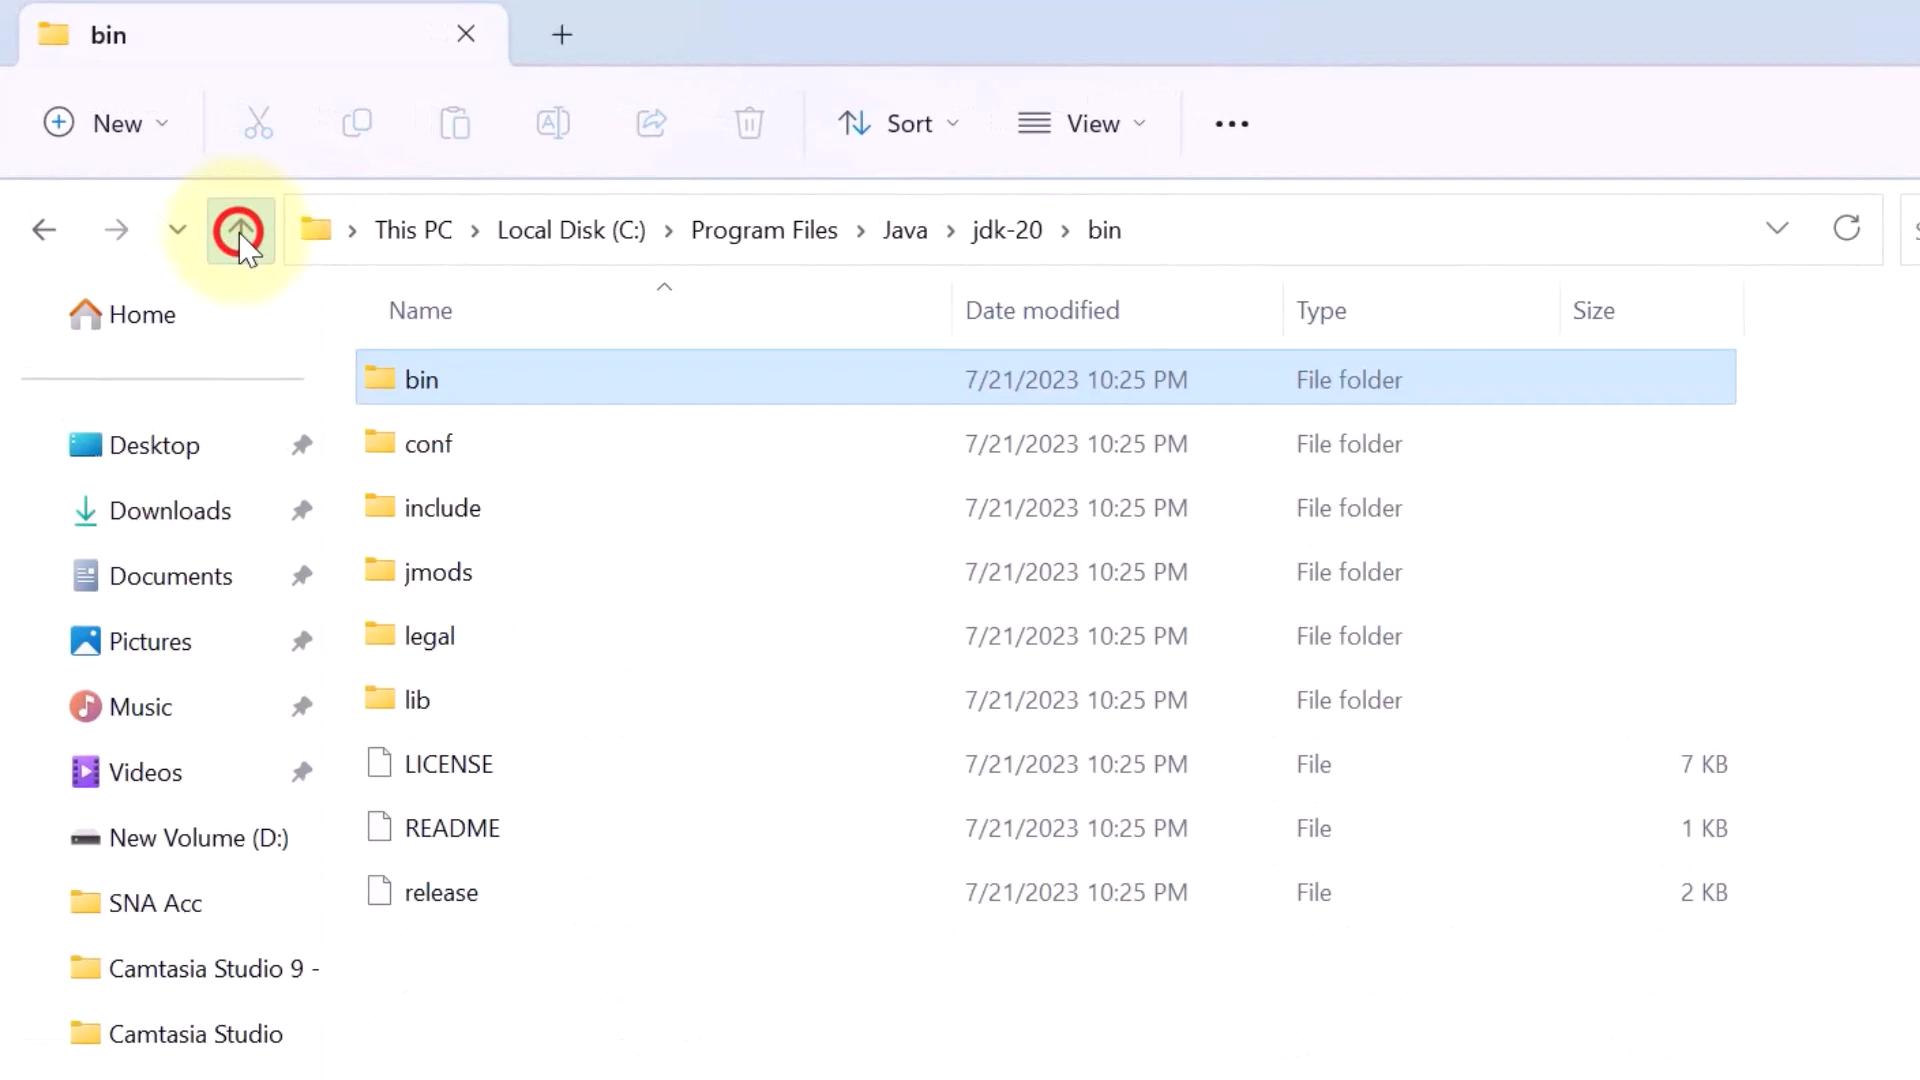 bin
New
Sort
View
This PC
Local Disk (C:)
Program Files
Java
jdk-20
bin
Name
Date modified
Type
Size
Home
bin 7/21/2023 10:25 PM File folder
conf 7/21/2023 10:25 PM File folder
include 7/21/2023 10:25 PM File folder
jmods 7/21/2023 10:25 PM File folder
legal 7/21/2023 10:25 PM File folder
lib 7/21/2023 10:25 PM File folder
LICENSE 7/21/2023 10:25 PM File 7 KB
README 7/21/2023 10:25 PM File 1 KB
release 7/21/2023 10:25 PM File 2 KB
Desktop
Downloads
Documents
Pictures
Music
Videos
New Volume (D:)
SNA Acc
Camtasia Studio 9 -
Camtasia Studio